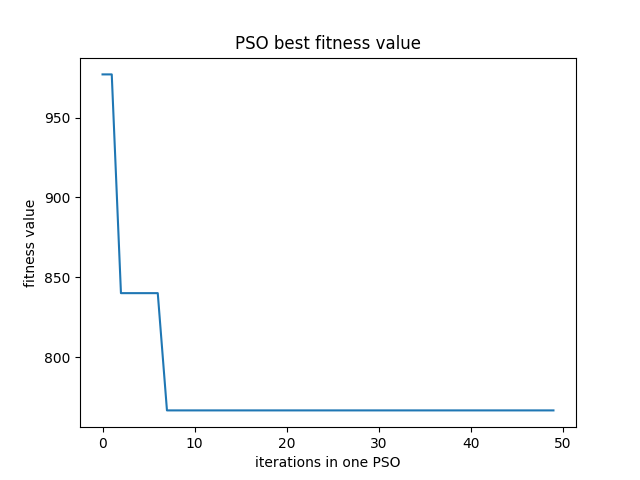 PSO best fitness value
fitness value
950
900
850
800
0 10 20 30 40 50
iterations in one PSO